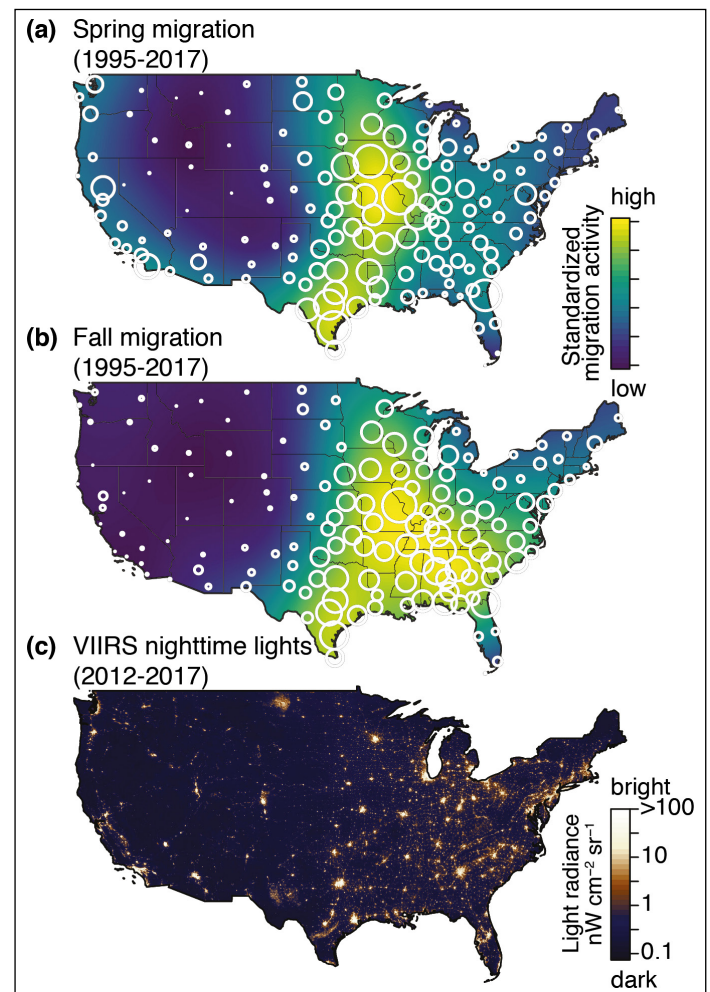 (a) Spring migration
(1995-2017)
high
Standardized
migration activity
low
(b) Fall migration
(1995-2017)
(c) VIIRS nighttime lights
(2012-2017)
bright
>100
10
1
0.1
Light radiance
nW cm⁻² sr⁻¹
dark